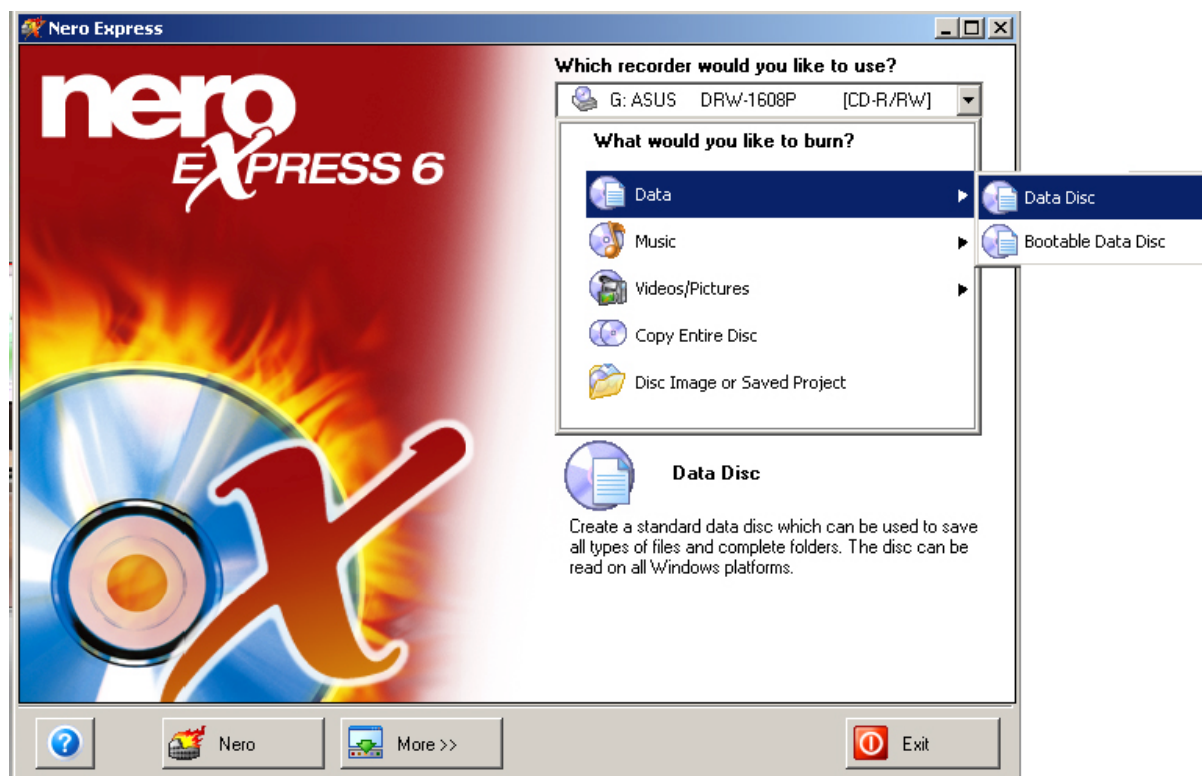 Nero Express
nero
EXPRESS 6
Which recorder would you like to use?
G: ASUS DRW-1608P [CD-R/RW]
What would you like to burn?
Data
Data Disc
Music
Bootable Data Disc
Videos/Pictures
Copy Entire Disc
Disc Image or Saved Project
Data Disc
Create a standard data disc which can be used to save
all types of files and complete folders. The disc can be
read on all Windows platforms.
Nero
More >>
Exit